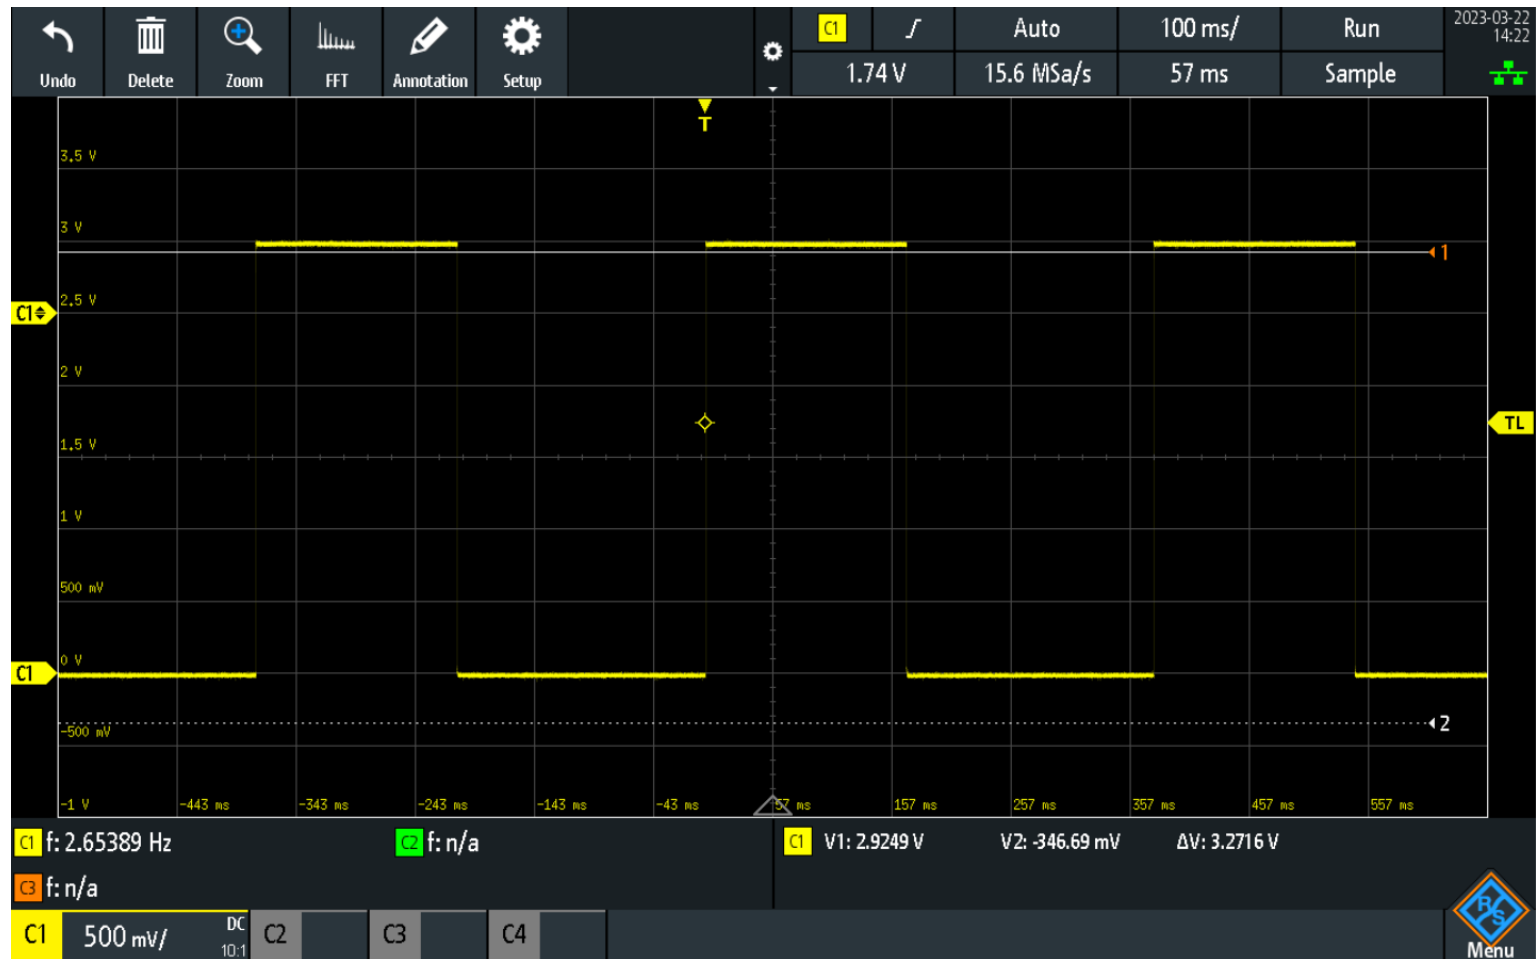 C1 Auto 100 ms/ Run 2023-03-22
14:22
Undo Delete Zoom FFT Annotation Setup 1.74 V 15.6 MSa/s 57 ms Sample
T
3.5 V
3 V
1
2.5 V
C1
2 V
TL
1.5 V
1 V
500 mV
0 V
C1
2
-500 mV
-1 V -443 ms -343 ms -243 ms -143 ms -43 ms 57 ms 157 ms 257 ms 357 ms 457 ms 557 ms
C1 f: 2.65389 Hz C2 f: n/a C1 V1: 2.9249 V V2: -346.69 mV ΔV: 3.2716 V
C3 f: n/a
C1 500 mV/ DC 10:1 C2 C3 C4 R S
Menu